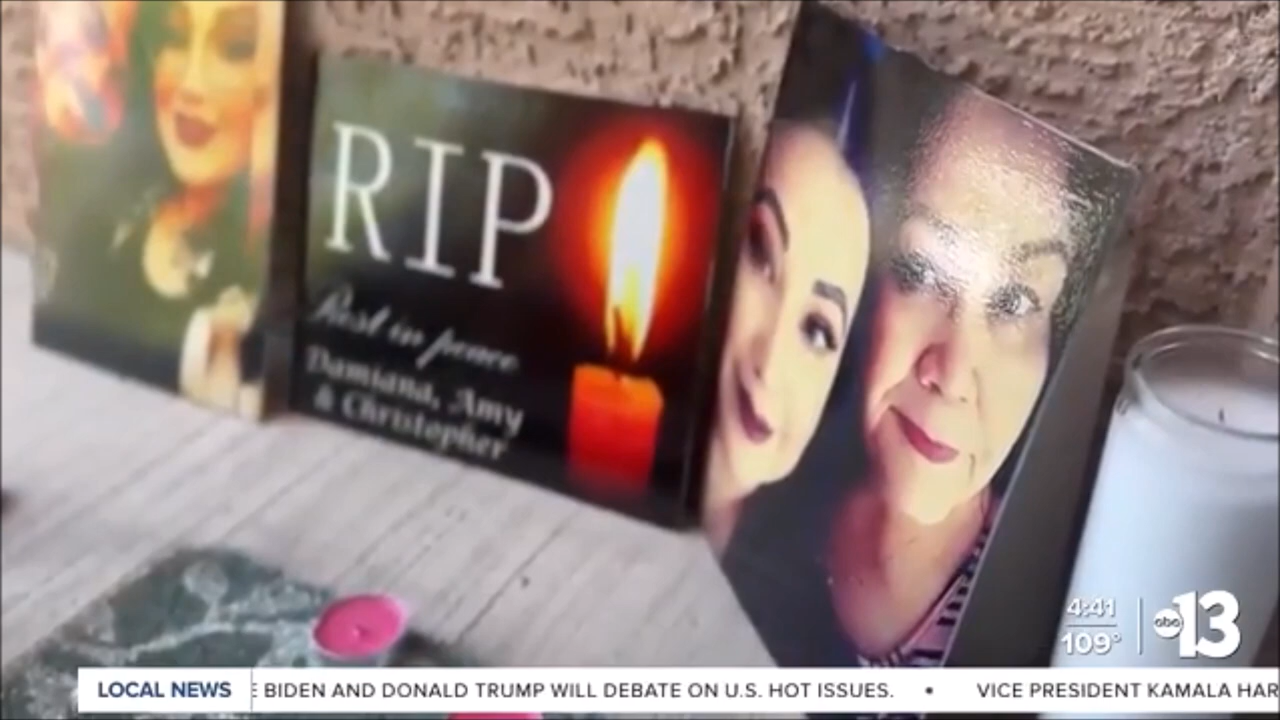 RIP
Rest in peace
Damiana, Amy
& Christopher
4:41
109°
abc 13
LOCAL NEWS
E BIDEN AND DONALD TRUMP WILL DEBATE ON U.S. HOT ISSUES. • VICE PRESIDENT KAMALA HAR